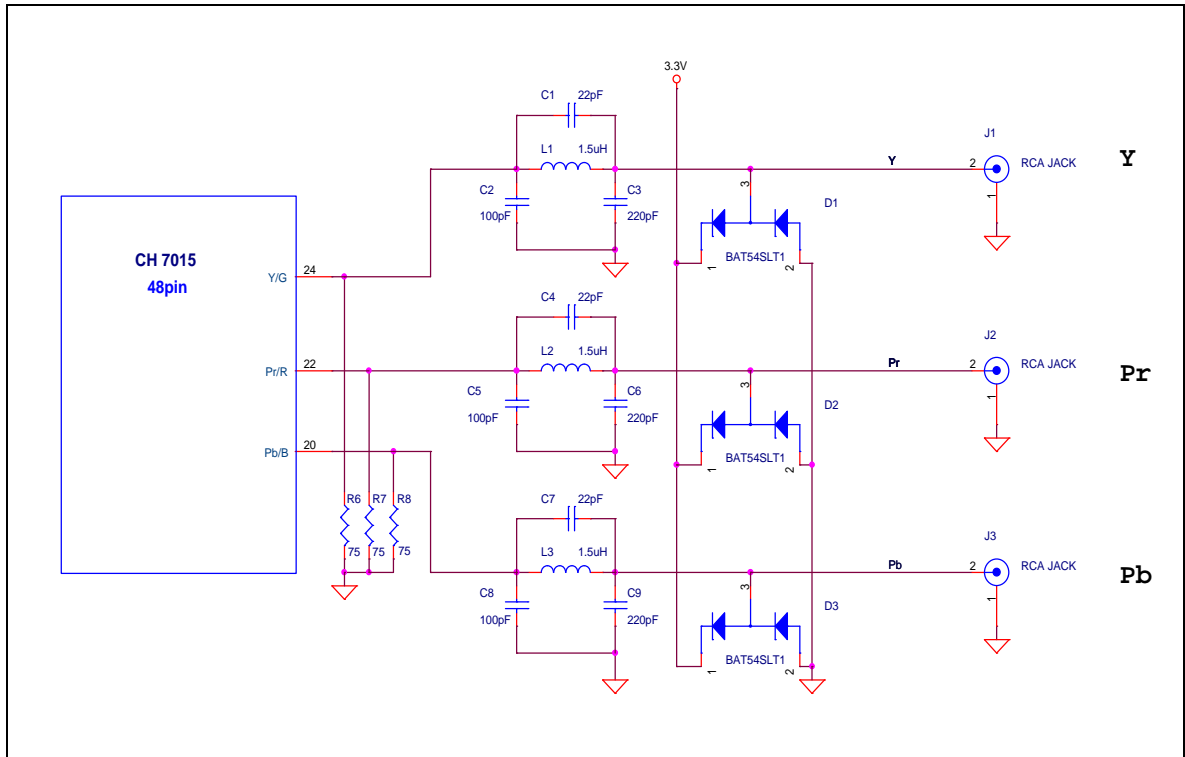 3.3V
C1 22pF
L1 1.5uH
C2
100pF
C3
220pF
Y
J1
2
RCA JACK
1
Y
3
D1
BAT54SLT1
1
2
CH 7015
48pin
Y/G
24
Pr/R
22
Pb/B
20
C4 22pF
L2 1.5uH
C5
100pF
C6
220pF
Pr
J2
2
RCA JACK
1
Pr
3
D2
BAT54SLT1
1
2
R6
75
R7
75
R8
75
C7 22pF
L3 1.5uH
C8
100pF
C9
220pF
Pb
J3
2
RCA JACK
1
Pb
3
D3
BAT54SLT1
1
2